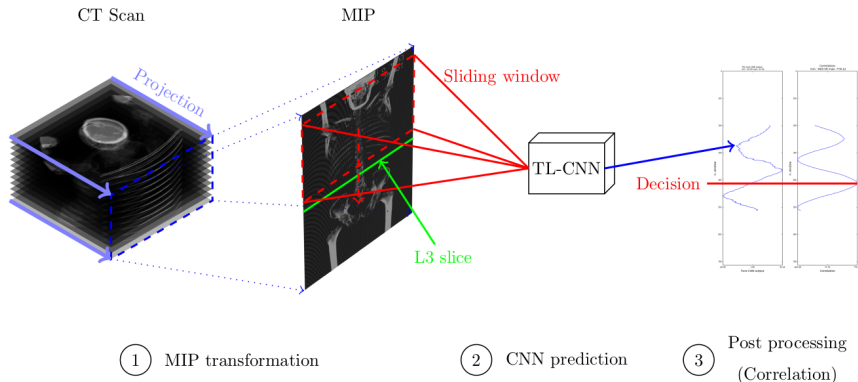 CT Scan
MIP
Projection
Sliding window
TL-CNN
Decision
L3 slice
1 MIP transformation
2 CNN prediction
3 Post processing
(Correlation)